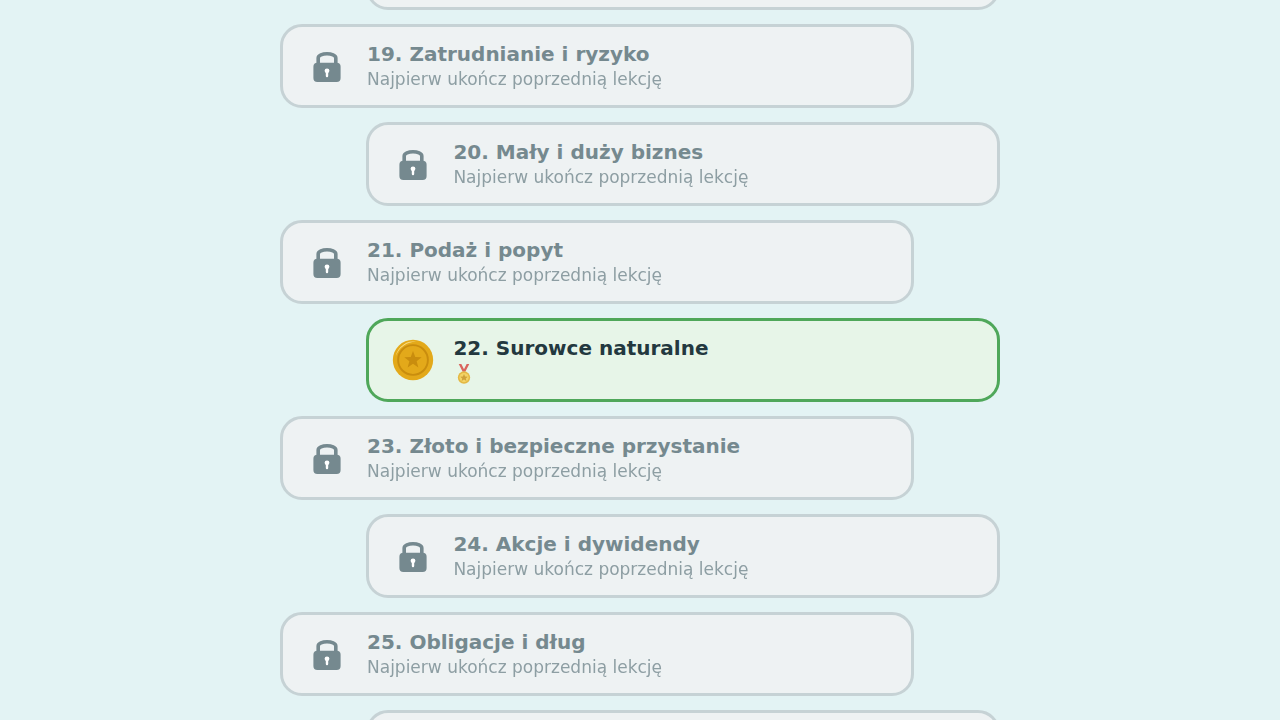 19. Zatrudnianie i ryzyko
Najpierw ukończ poprzednią lekcję
20. Mały i duży biznes
Najpierw ukończ poprzednią lekcję
21. Podaż i popyt
Najpierw ukończ poprzednią lekcję
22. Surowce naturalne
23. Złoto i bezpieczne przystanie
Najpierw ukończ poprzednią lekcję
24. Akcje i dywidendy
Najpierw ukończ poprzednią lekcję
25. Obligacje i dług
Najpierw ukończ poprzednią lekcję